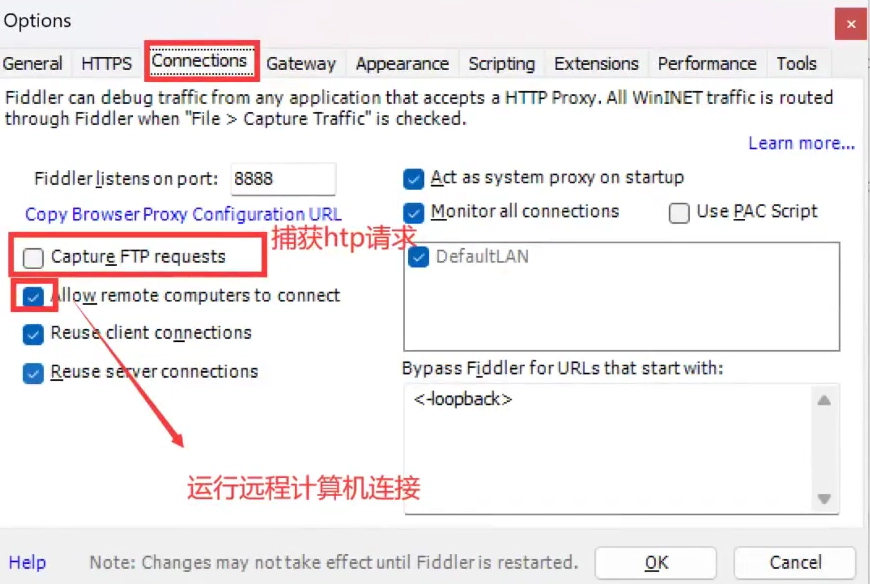 Options
General HTTPS Connections Gateway Appearance Scripting Extensions Performance Tools
Fiddler can debug traffic from any application that accepts a HTTP Proxy. All WinINET traffic is routed
through Fiddler when "File > Capture Traffic" is checked.
Learn more...
Fiddler listens on port: 8888
Copy Browser Proxy Configuration URL
捕获htp请求
Capture FTP requests
Allow remote computers to connect
Reuse client connections
Reuse server connections
运行远程计算机连接
Act as system proxy on startup
Monitor all connections
Use PAC Script
DefaultLAN
Bypass Fiddler for URLs that start with:
<-loopback>
Help
Note: Changes may not take effect until Fiddler is restarted.
OK
Cancel